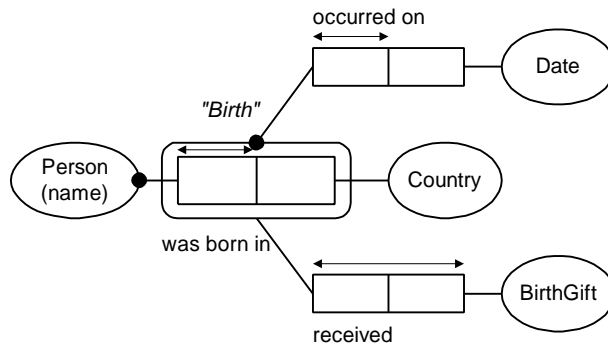 occurred on
Date
"Birth"
Person
(name)
Country
was born in
BirthGift
received